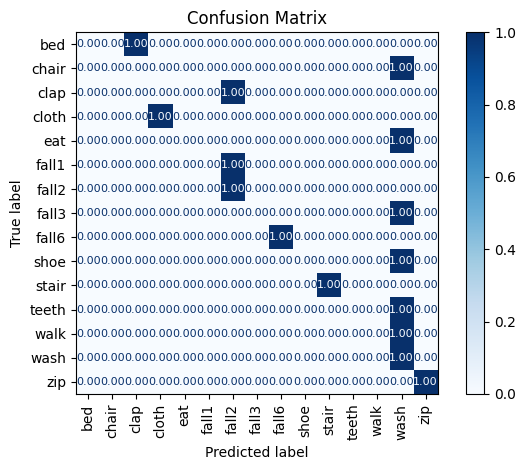 Confusion Matrix
True label
bed 0.00 0.00 1.00 0.00 0.00 0.00 0.00 0.00 0.00 0.00 0.00 0.00 0.00 0.00 0.00
chair 0.00 0.00 0.00 0.00 0.00 0.00 0.00 0.00 0.00 0.00 0.00 0.00 0.00 1.00 0.00
clap 0.00 0.00 0.00 0.00 0.00 0.00 1.00 0.00 0.00 0.00 0.00 0.00 0.00 0.00 0.00
cloth 0.00 0.00 0.00 1.00 0.00 0.00 0.00 0.00 0.00 0.00 0.00 0.00 0.00 0.00 0.00
eat 0.00 0.00 0.00 0.00 0.00 0.00 0.00 0.00 0.00 0.00 0.00 0.00 0.00 1.00 0.00
fall1 0.00 0.00 0.00 0.00 0.00 0.00 1.00 0.00 0.00 0.00 0.00 0.00 0.00 0.00 0.00
fall2 0.00 0.00 0.00 0.00 0.00 0.00 1.00 0.00 0.00 0.00 0.00 0.00 0.00 0.00 0.00
fall3 0.00 0.00 0.00 0.00 0.00 0.00 0.00 0.00 0.00 0.00 0.00 0.00 0.00 1.00 0.00
fall6 0.00 0.00 0.00 0.00 0.00 0.00 0.00 0.00 1.00 0.00 0.00 0.00 0.00 0.00 0.00
shoe 0.00 0.00 0.00 0.00 0.00 0.00 0.00 0.00 0.00 0.00 0.00 0.00 0.00 1.00 0.00
stair 0.00 0.00 0.00 0.00 0.00 0.00 0.00 0.00 0.00 0.00 1.00 0.00 0.00 0.00 0.00
teeth 0.00 0.00 0.00 0.00 0.00 0.00 0.00 0.00 0.00 0.00 0.00 0.00 0.00 1.00 0.00
walk 0.00 0.00 0.00 0.00 0.00 0.00 0.00 0.00 0.00 0.00 0.00 0.00 0.00 1.00 0.00
wash 0.00 0.00 0.00 0.00 0.00 0.00 0.00 0.00 0.00 0.00 0.00 0.00 0.00 1.00 0.00
zip 0.00 0.00 0.00 0.00 0.00 0.00 0.00 0.00 0.00 0.00 0.00 0.00 0.00 0.00 1.00
bed chair clap cloth eat fall1 fall2 fall3 fall6 shoe stair teeth walk wash zip
Predicted label
1.0
0.8
0.6
0.4
0.2
0.0